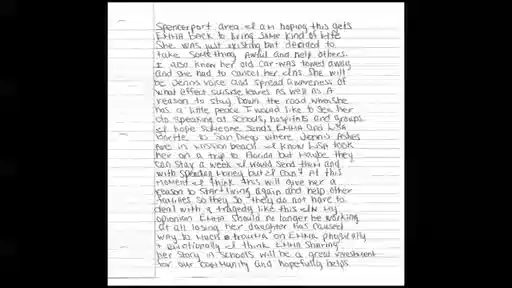 Spencerport area I am hoping this gets
EMMA back to living some kind of life
She was just existing but decided to
take something awful and help others.
I also know her old car was towed away
and she had to cancel her ins She will
be Jenns voice and spread awareness of
what effect suicide leaves as well as a
reason to stay Down the road when she
has a little peace I would like to see her
do speaking at schools, hospitals and groups
I hope someone sends EMMA and Lisa
to San Diego where Jennis Ashes
are in mission beach I know Lisa took
her on a trip to Florida but maybe they
can stay a week I would send them and
with spending money but I can't At this
moment I think this will give her a
reason to start living again and help other
families so they do not have to
deal with a tragedy like this In my
opinion EMMA should no longer be working
at all losing her daughter has caused
way to much trauma on EMMA physically
+ emotionally I think EMMA sharing
her story in schools will be a great investment
for our community and hopefully helps